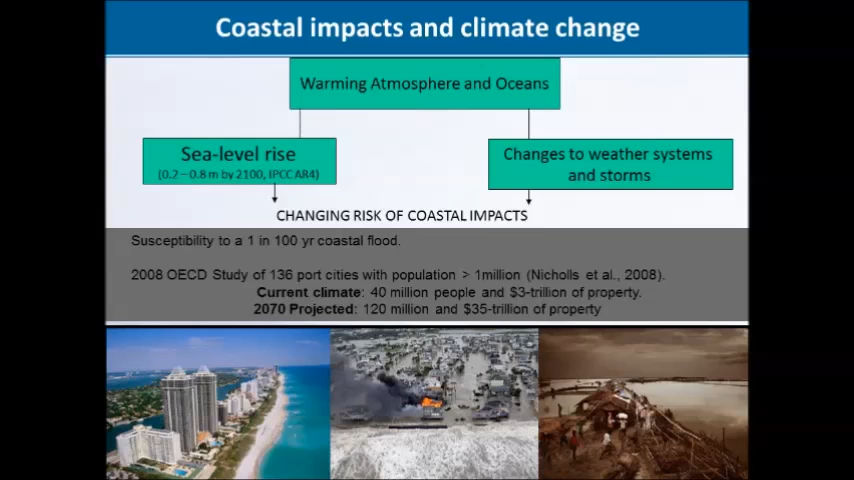 Coastal impacts and climate change
Warming Atmosphere and Oceans
Sea-level rise
(0.2 – 0.8 m by 2100, IPCC AR4)
Changes to weather systems
and storms
CHANGING RISK OF COASTAL IMPACTS
Susceptibility to a 1 in 100 yr coastal flood.
2008 OECD Study of 136 port cities with population > 1million (Nicholls et al., 2008).
Current climate: 40 million people and $3-trillion of property.
2070 Projected: 120 million and $35-trillion of property